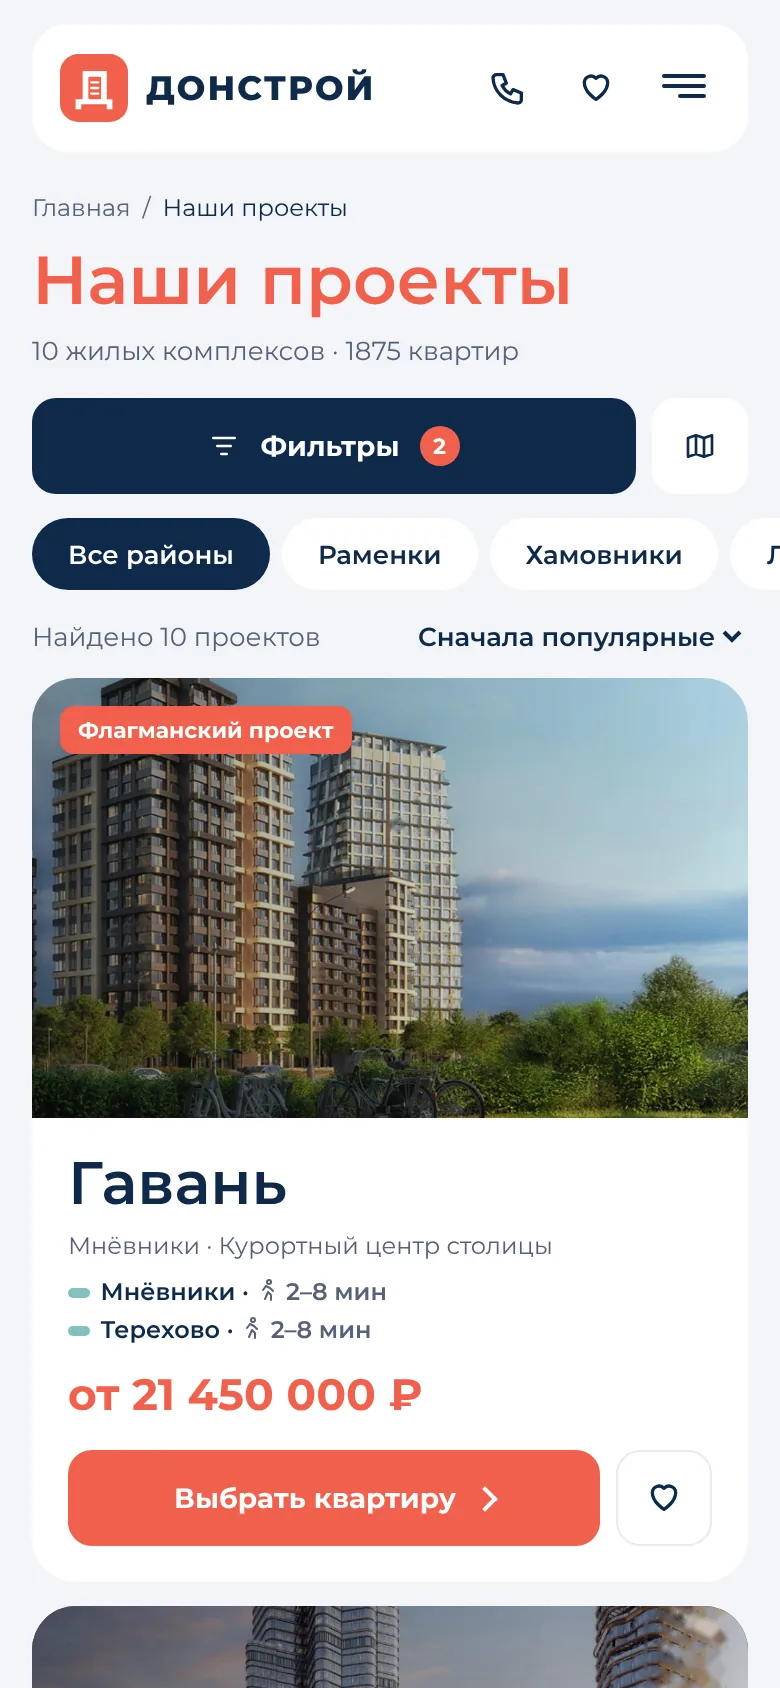 ДОНСТРОЙ
Главная / Наши проекты
Наши проекты
10 жилых комплексов · 1875 квартир
Фильтры 2
Все районы Раменки Хамовники
Найдено 10 проектов Сначала популярные
Флагманский проект
Гавань
Мнёвники · Курортный центр столицы
Мнёвники · 2–8 мин
Терехово · 2–8 мин
от 21 450 000 ₽
Выбрать квартиру